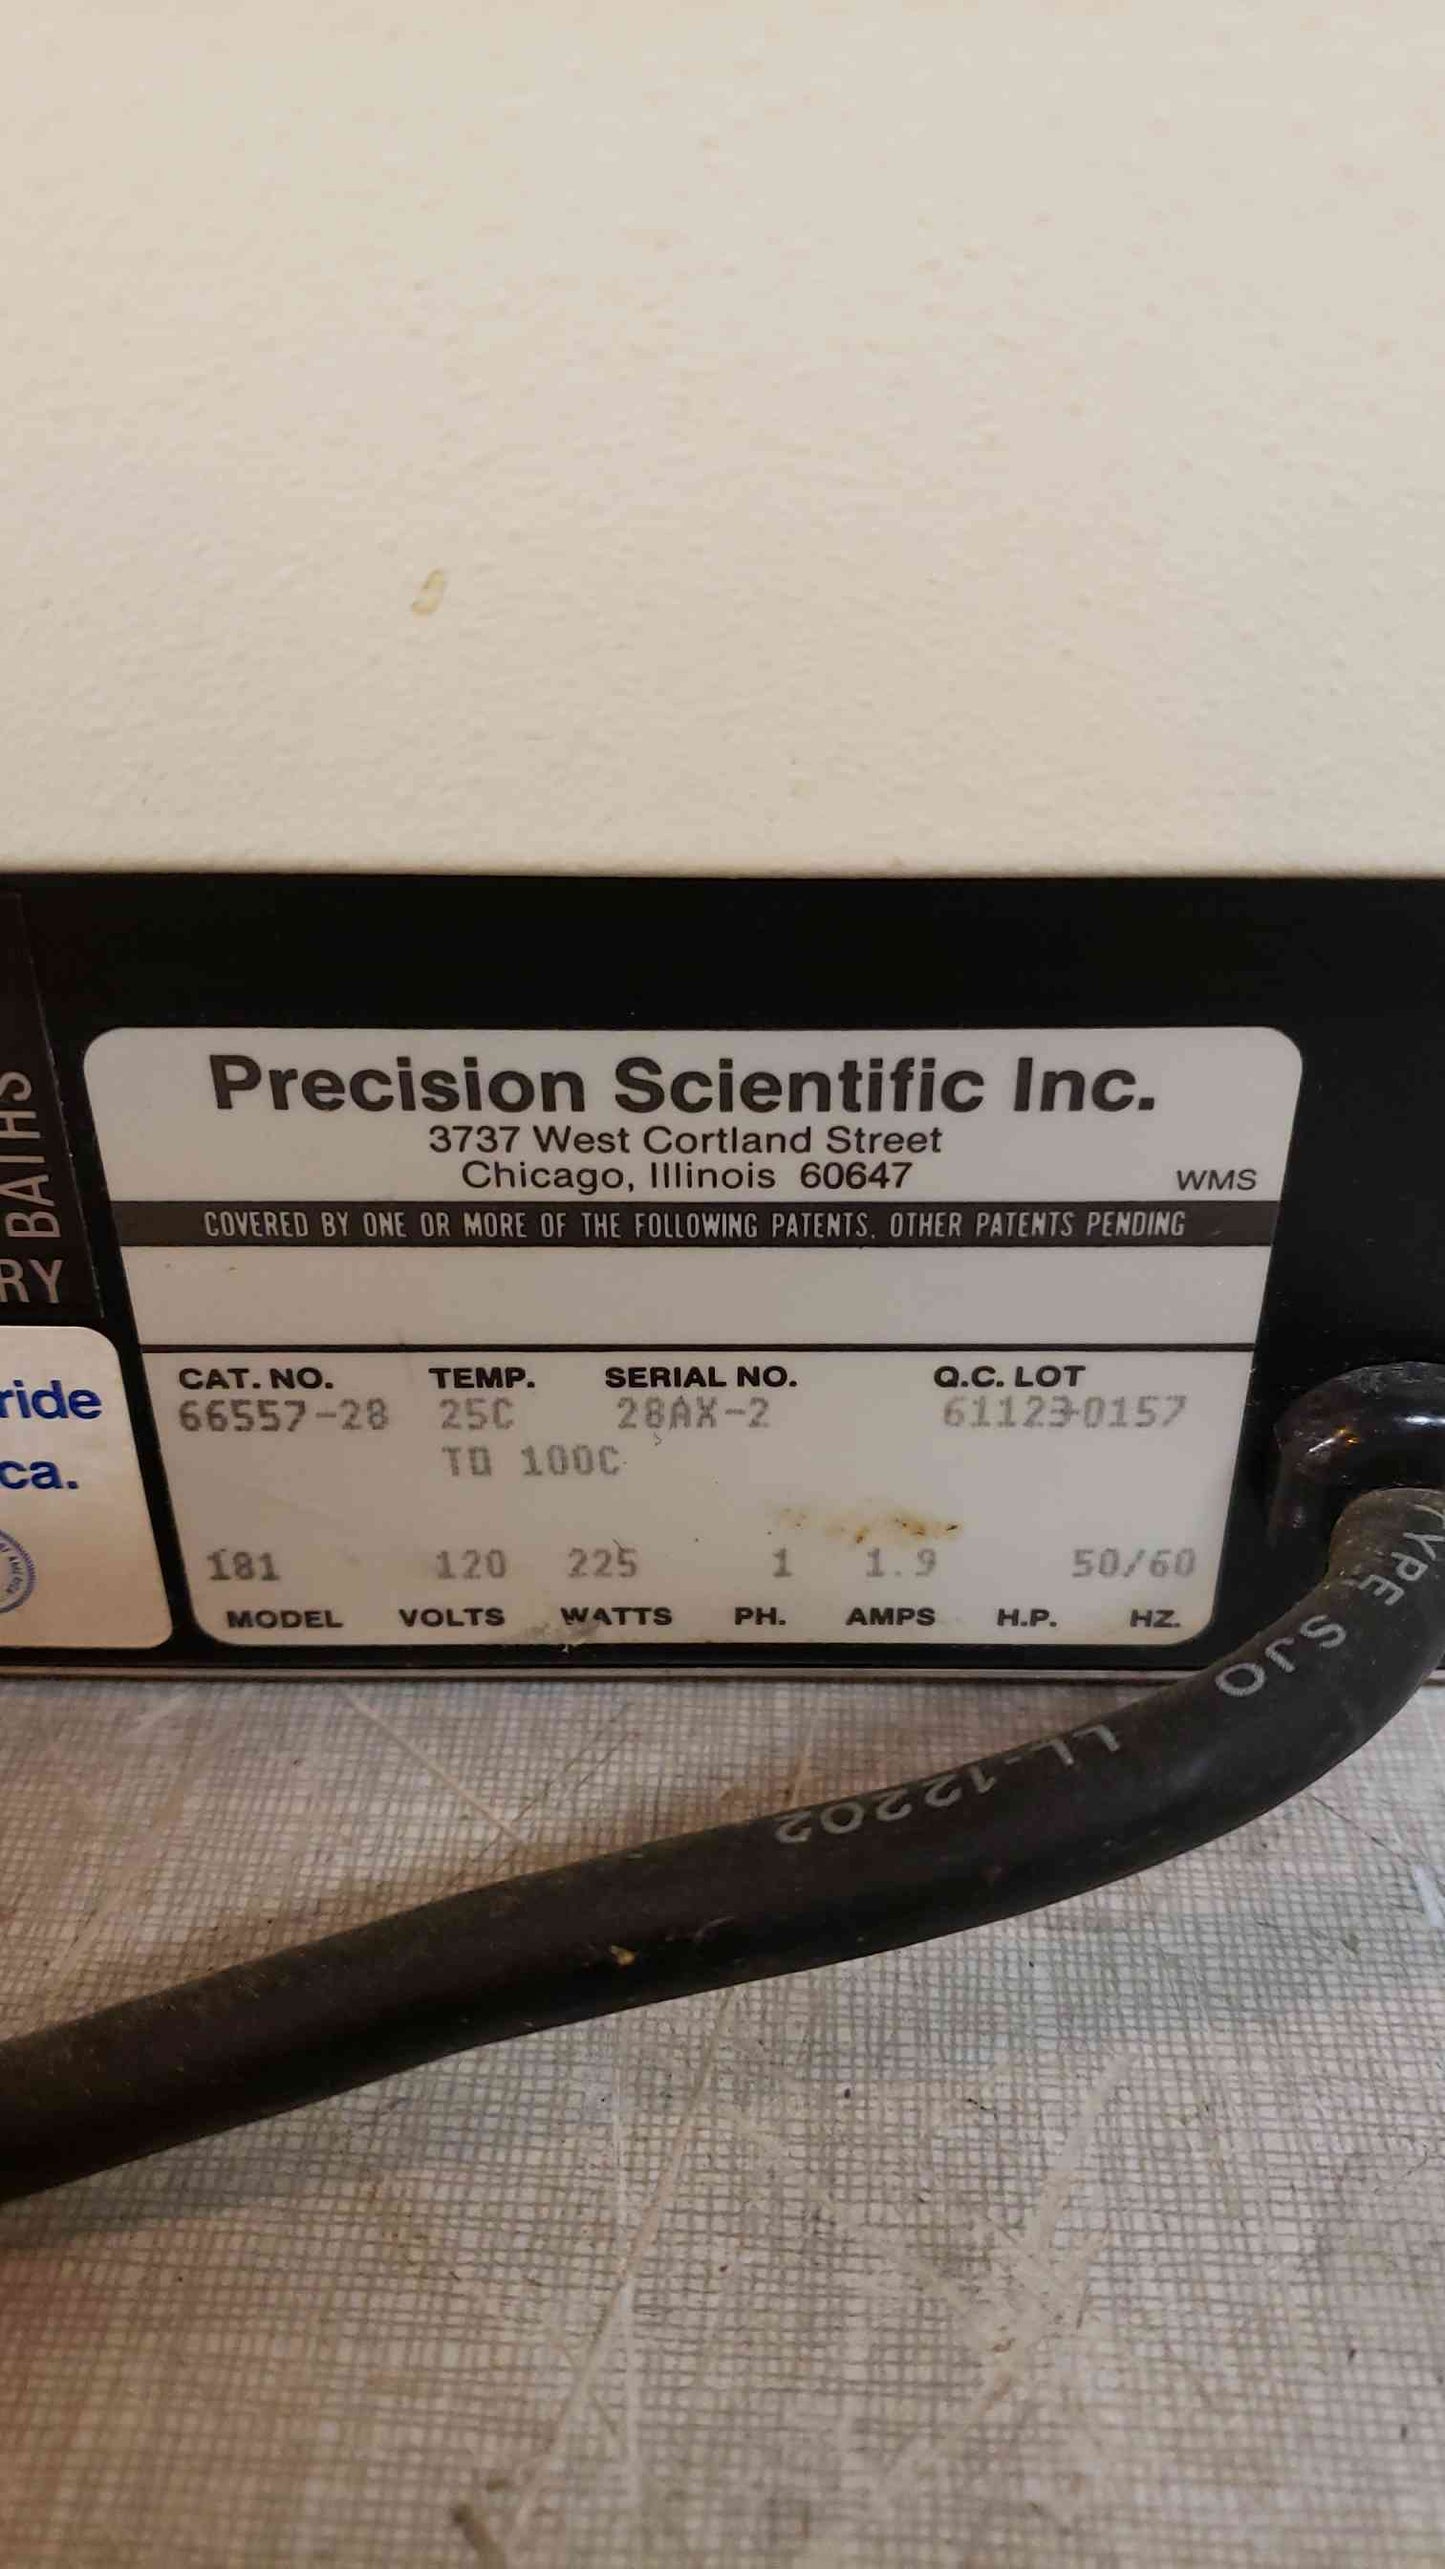 Precision Scientific Inc.
3737 West Cortland Street
Chicago, Illinois 60647
WMS
COVERED BY ONE OR MORE OF THE FOLLOWING PATENTS, OTHER PATENTS PENDING
CAT. NO. TEMP. SERIAL NO. Q.C. LOT
66557-28 25C 28AX-2 61123-0157
TO 100C
181 120 225 1 1.9 50/60
MODEL VOLTS WATTS PH. AMPS H.P. HZ.
BATHS
RY
ride
ca.
TYPE SJO LL-12202